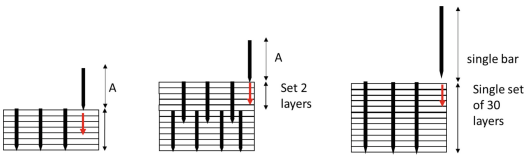 A
A
Set 2
layers
single bar
Single set
of 30
layers